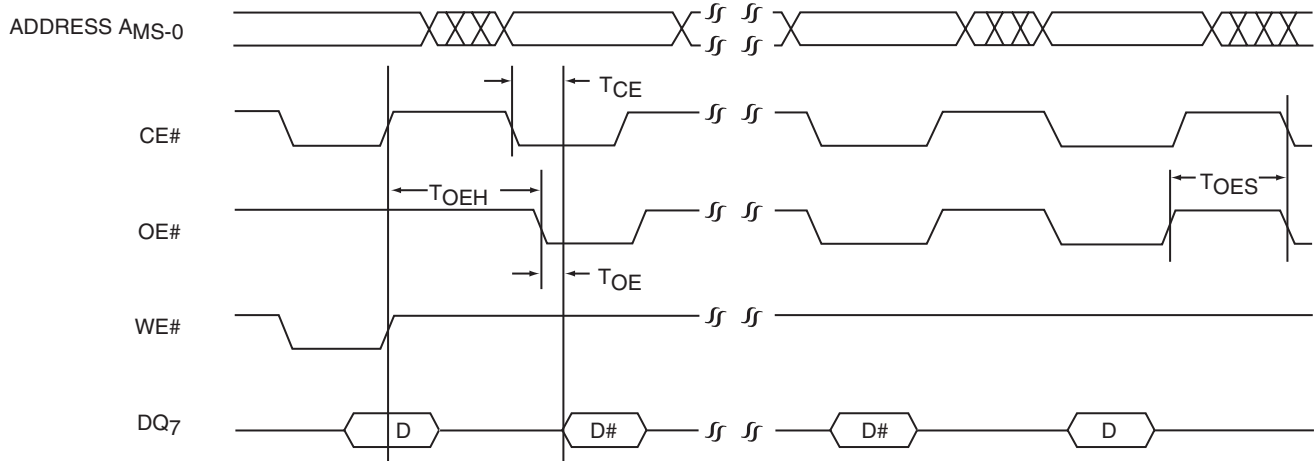 ADDRESS AMS-0
TCE
CE#
TOEH
TOES
OE#
TOE
WE#
DQ7
D
D#
D#
D